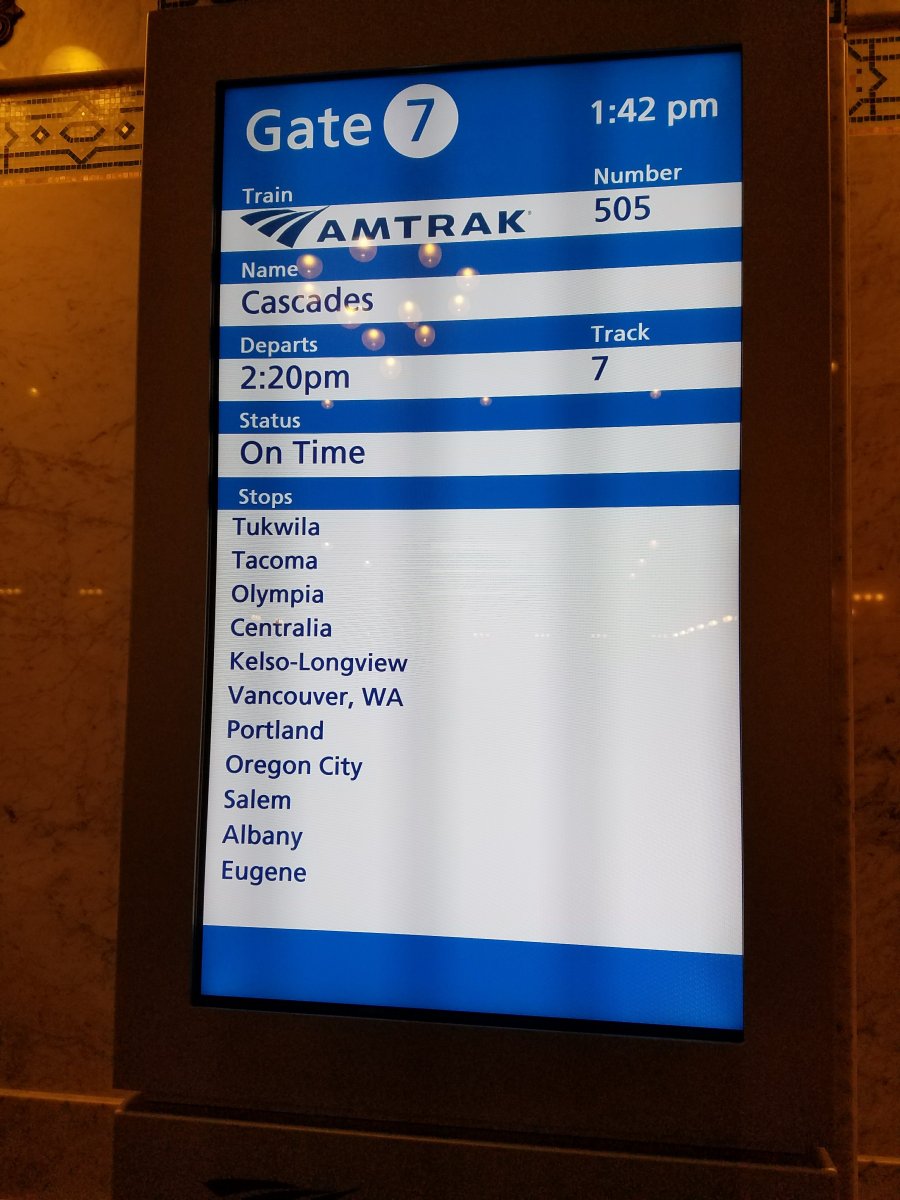 Gate 7
1:42 pm
Train
Number
AMTRAK
505
Name
Cascades
Departs
Track
2:20pm
7
Status
On Time
Stops
Tukwila
Tacoma
Olympia
Centralia
Kelso-Longview
Vancouver, WA
Portland
Oregon City
Salem
Albany
Eugene